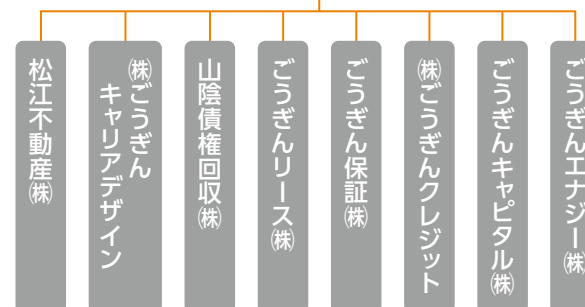 松江不動産㈱
㈱ごうぎん
キャリアデザイン
山陰債権回収㈱
ごうぎんリース㈱
ごうぎん保証㈱
㈱ごうぎんクレジット
ごうぎんキャピタル㈱
ごうぎんエナジー㈱